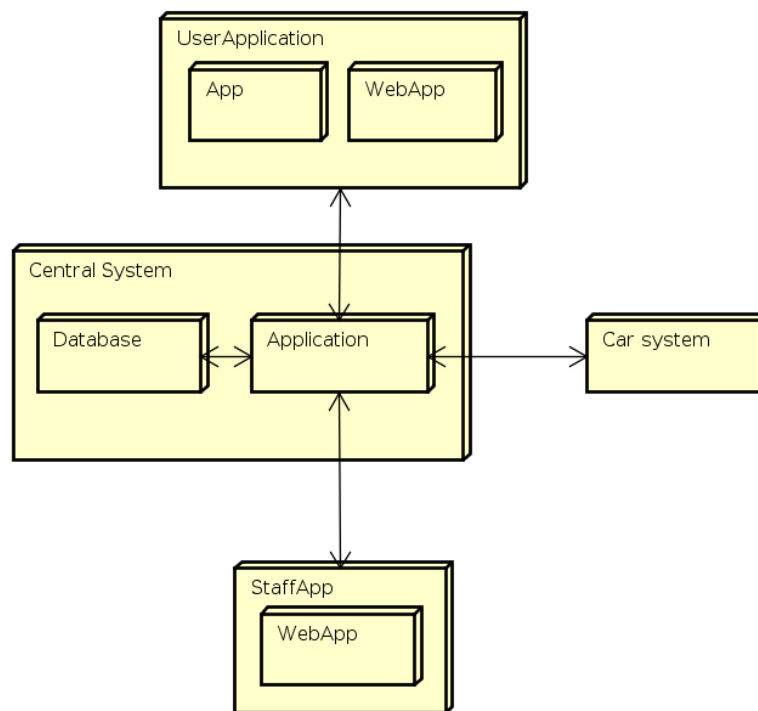 UserApplication
App
WebApp
Central System
Database
Application
Car system
StaffApp
WebApp